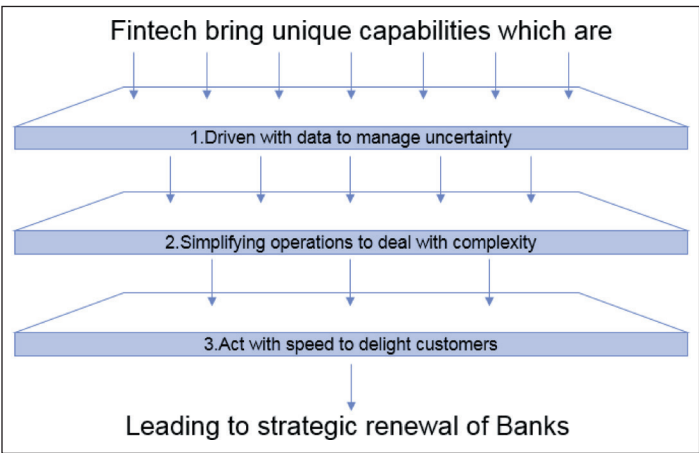 Fintech bring unique capabilities which are
1.Driven with data to manage uncertainty
2.Simplifying operations to deal with complexity
3.Act with speed to delight customers
Leading to strategic renewal of Banks